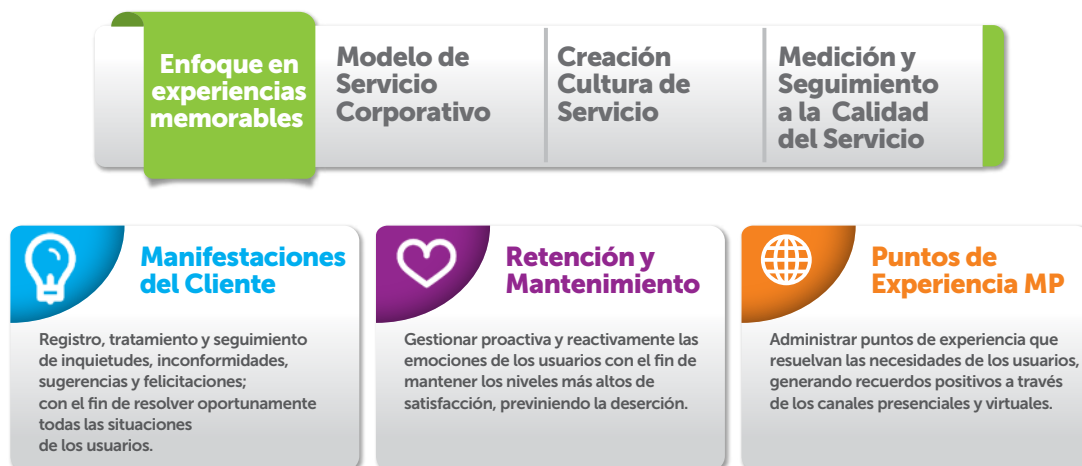 Enfoque en
experiencias
memorables
Modelo de
Servicio
Corporativo
Creación
Cultura de
Servicio
Medición y
Seguimiento
a la Calidad
del Servicio
Manifestaciones
del Cliente
Registro, tratamiento y seguimiento
de inquietudes, inconformidades,
sugerencias y felicitaciones;
con el fin de resolver oportunamente
todas las situaciones
de los usuarios.
Retención y
Mantenimiento
Gestionar proactiva y reactivamente las
emociones de los usuarios con el fin de
mantener los niveles más altos de
satisfacción, previniendo la deserción.
Puntos de
Experiencia MP
Administrar puntos de experiencia que
resuelvan las necesidades de los usuarios,
generando recuerdos positivos a través
de los canales presenciales y virtuales.